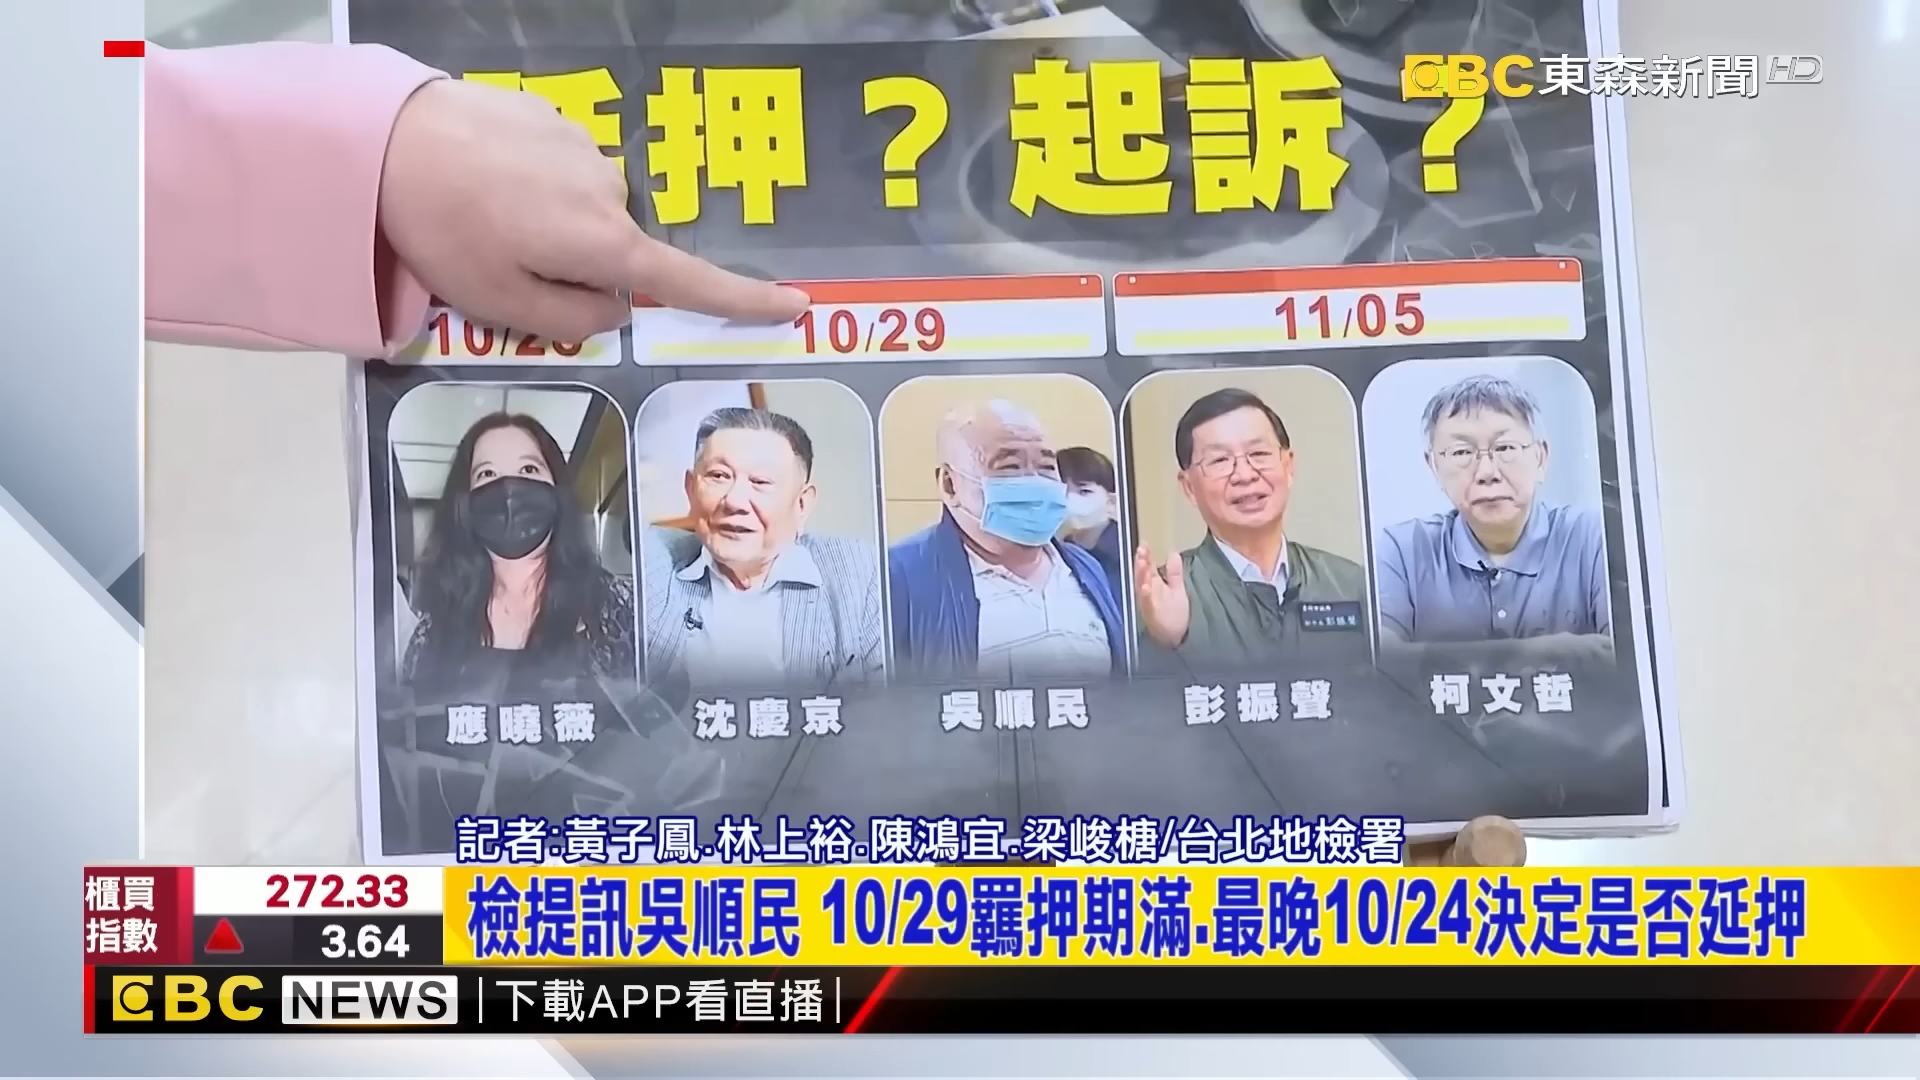 EBC東森新聞HD
押？起訴？
10/29
11/05
應曉薇
沈慶京
吳順民
彭振聲
柯文哲
記者:黃子鳳.林上裕.陳鴻宜.梁峻榶/台北地檢署
櫃買指數
272.33
3.64
檢提訊吳順民 10/29羈押期滿.最晚10/24決定是否延押
EBC NEWS
下載APP看直播